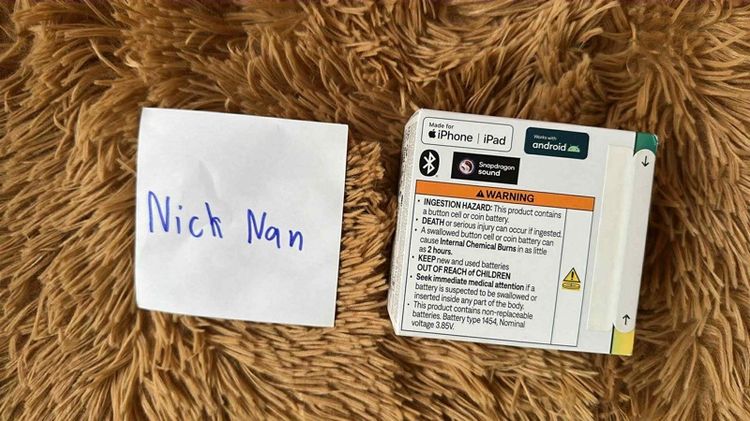 Nick Nan
Made for
iPhone | iPad
Works with
android
Snapdragon
sound
WARNING
• INGESTION HAZARD: This product contains
a button cell or coin battery.
• DEATH or serious injury can occur if ingested.
• A swallowed button cell or coin battery can
cause Internal Chemical Burns in as little
as 2 hours.
• KEEP new and used batteries
OUT OF REACH of CHILDREN
• Seek immediate medical attention if a
battery is suspected to be swallowed or
inserted inside any part of the body.
• This product contains non-replaceable
batteries. Battery type 1454, Nominal
voltage 3.85V.